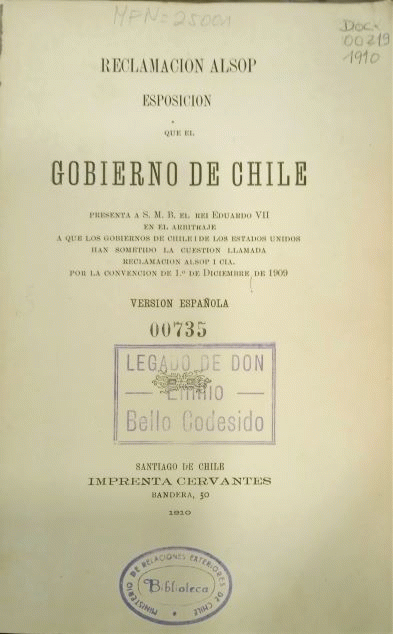 MFN=25001
Doc.
00219
1910
RECLAMACION ALSOP
ESPOSICION
QUE EL
GOBIERNO DE CHILE
PRESENTA A S. M. B. EL REI EDUARDO VII
EN EL ARBITRAJE
A QUE LOS GOBIERNOS DE CHILE I DE LOS ESTADOS UNIDOS
HAN SOMETIDO LA CUESTION LLAMADA
RECLAMACION ALSOP I CIA.
POR LA CONVENCION DE 1.º DE DICIEMBRE DE 1909
VERSION ESPAÑOLA
00735
LEGADO DE DON
— Emilio —
Bello Codesido
SANTIAGO DE CHILE
IMPRENTA CERVANTES
BANDERA, 50
1910
MINISTERIO DE RELACIONES EXTERIORES DE CHILE
Biblioteca